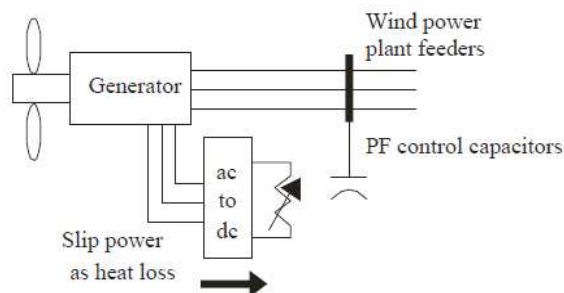 Wind power
plant feeders
Generator
PF control capacitors
ac
to
dc
Slip power
as heat loss